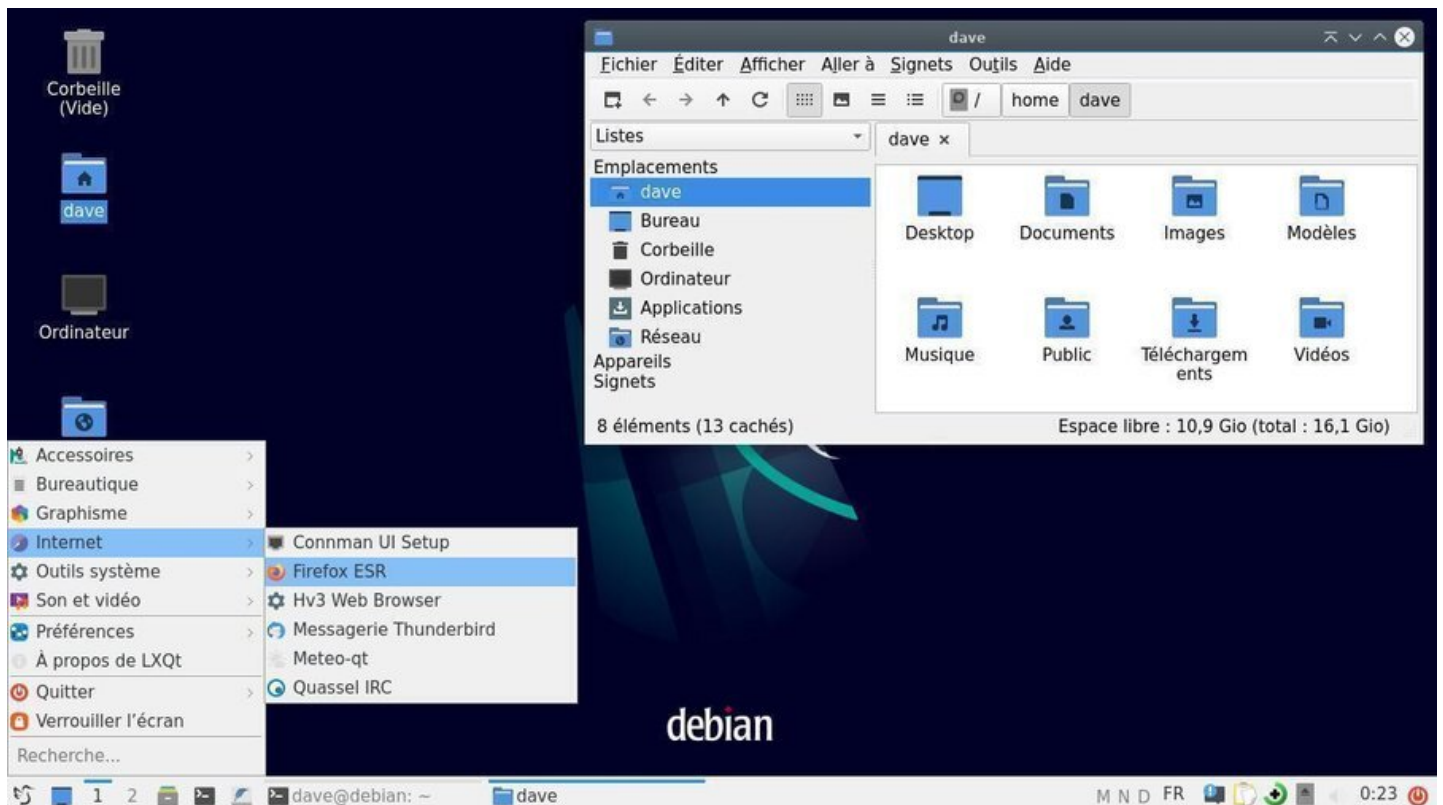 Corbeille
(Vide)
dave
Ordinateur
dave
Fichier Éditer Afficher Aller à Signets Outils Aide
/ home dave
Listes
dave ×
Emplacements
dave
Bureau
Corbeille
Ordinateur
Applications
Réseau
Appareils
Signets
Desktop Documents Images Modèles
Musique Public Téléchargem
ents Vidéos
8 éléments (13 cachés) Espace libre : 10,9 Gio (total : 16,1 Gio)
Accessoires
Bureautique
Graphisme
Internet
Outils système
Son et vidéo
Préférences
À propos de LXQt
Quitter
Verrouiller l'écran
Recherche...
Connman UI Setup
Firefox ESR
Hv3 Web Browser
Messagerie Thunderbird
Meteo-qt
Quassel IRC
debian
1 2 dave@debian: ~ dave M N D FR 0:23